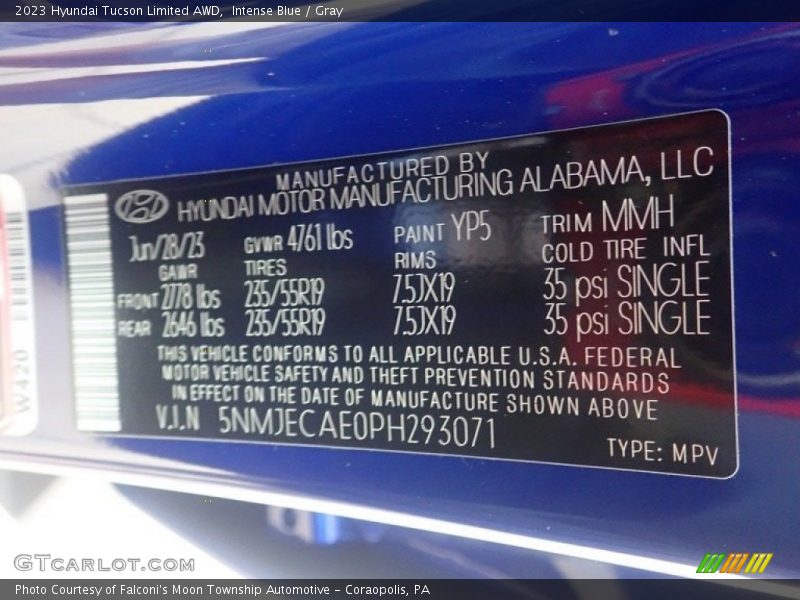 2023 Hyundai Tucson Limited AWD, Intense Blue / Gray
MANUFACTURED BY
HYUNDAI MOTOR MANUFACTURING ALABAMA, LLC
Jun/28/23 GVWR 4761 lbs PAINT YP5 TRIM MMH
GAWR TIRES RIMS COLD TIRE INFL
FRONT 2778 lbs 235/55R19 7.5X19 35 psi SINGLE
REAR 2646 lbs 235/55R19 7.5X19 35 psi SINGLE
THIS VEHICLE CONFORMS TO ALL APPLICABLE U.S.A. FEDERAL
MOTOR VEHICLE SAFETY AND THEFT PREVENTION STANDARDS
IN EFFECT ON THE DATE OF MANUFACTURE SHOWN ABOVE
V.I.N 5NMJECAE0PH293071
TYPE: MPV
W420
GTcarlot.com
Photo Courtesy of Falconi's Moon Township Automotive - Coraopolis, PA